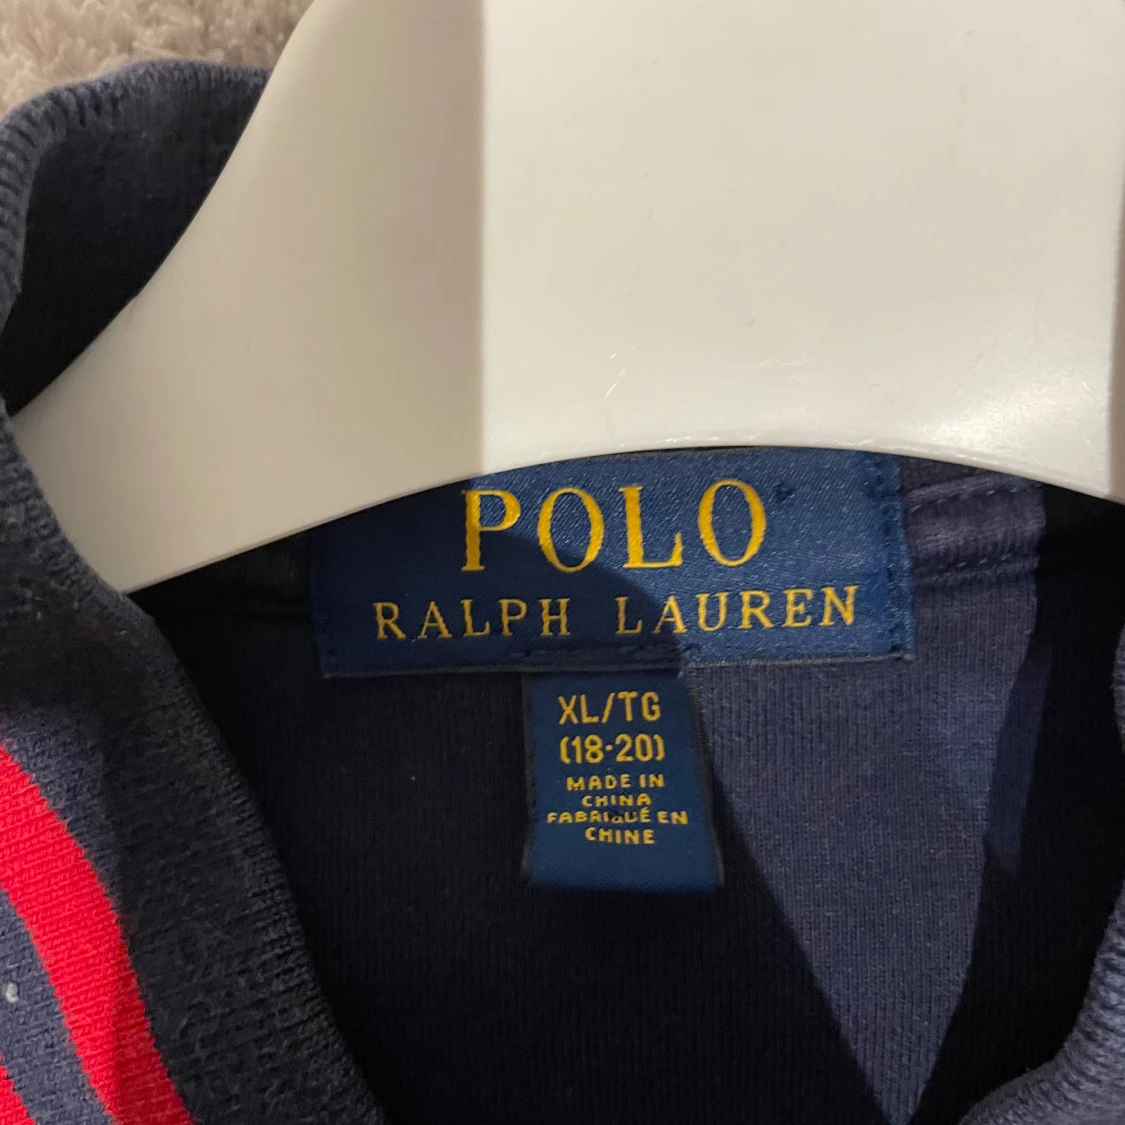 POLO
RALPH LAUREN
XL/TG
(18-20)
MADE IN
CHINA
FABRIQUÉ EN
CHINE